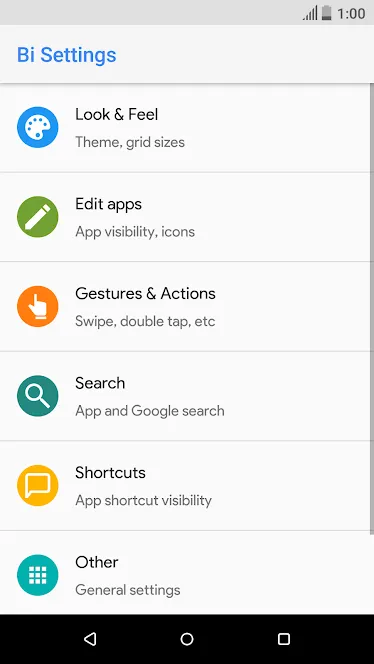 1:00
Bi Settings
Look & Feel
Theme, grid sizes
Edit apps
App visibility, icons
Gestures & Actions
Swipe, double tap, etc
Search
App and Google search
Shortcuts
App shortcut visibility
Other
General settings